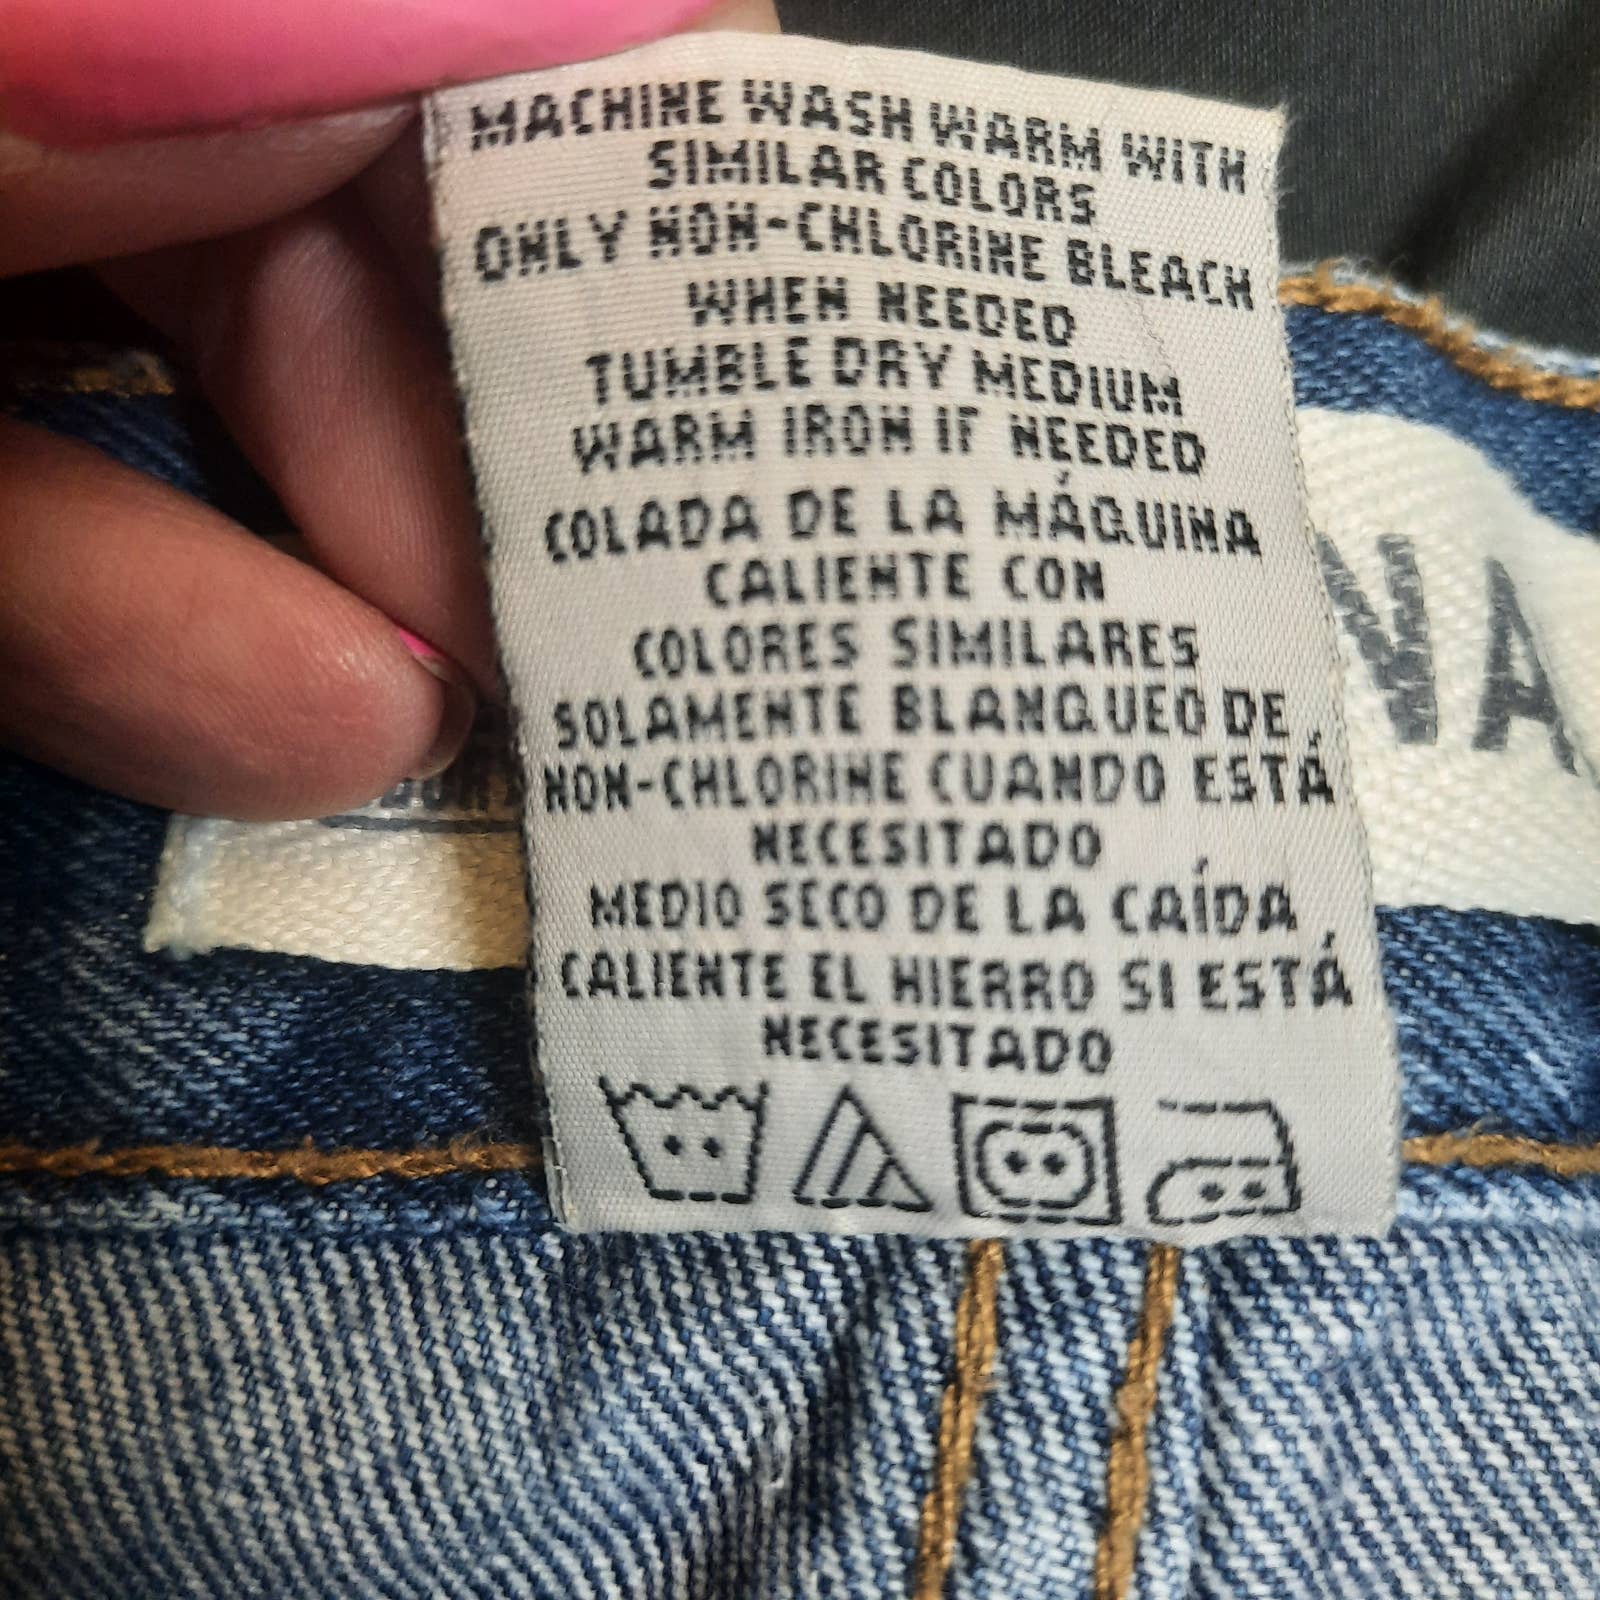 MACHINE WASH WARM WITH
SIMILAR COLORS
ONLY NON-CHLORINE BLEACH
WHEN NEEDED
TUMBLE DRY MEDIUM
WARM IRON IF NEEDED
COLADA DE LA MÁQUINA
CALIENTE CON
COLORES SIMILARES
SOLAMENTE BLANQUEO DE
NON-CHLORINE CUANDO ESTÁ
NECESITADO
MEDIO SECO DE LA CAÍDA
CALIENTE EL HIERRO SI ESTÁ
NECESITADO
NA